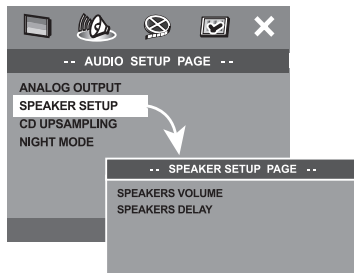 -- AUDIO SETUP PAGE --
ANALOG OUTPUT
SPEAKER SETUP
CD UPSAMPLING
NIGHT MODE
-- SPEAKER SETUP PAGE --
SPEAKERS VOLUME
SPEAKERS DELAY